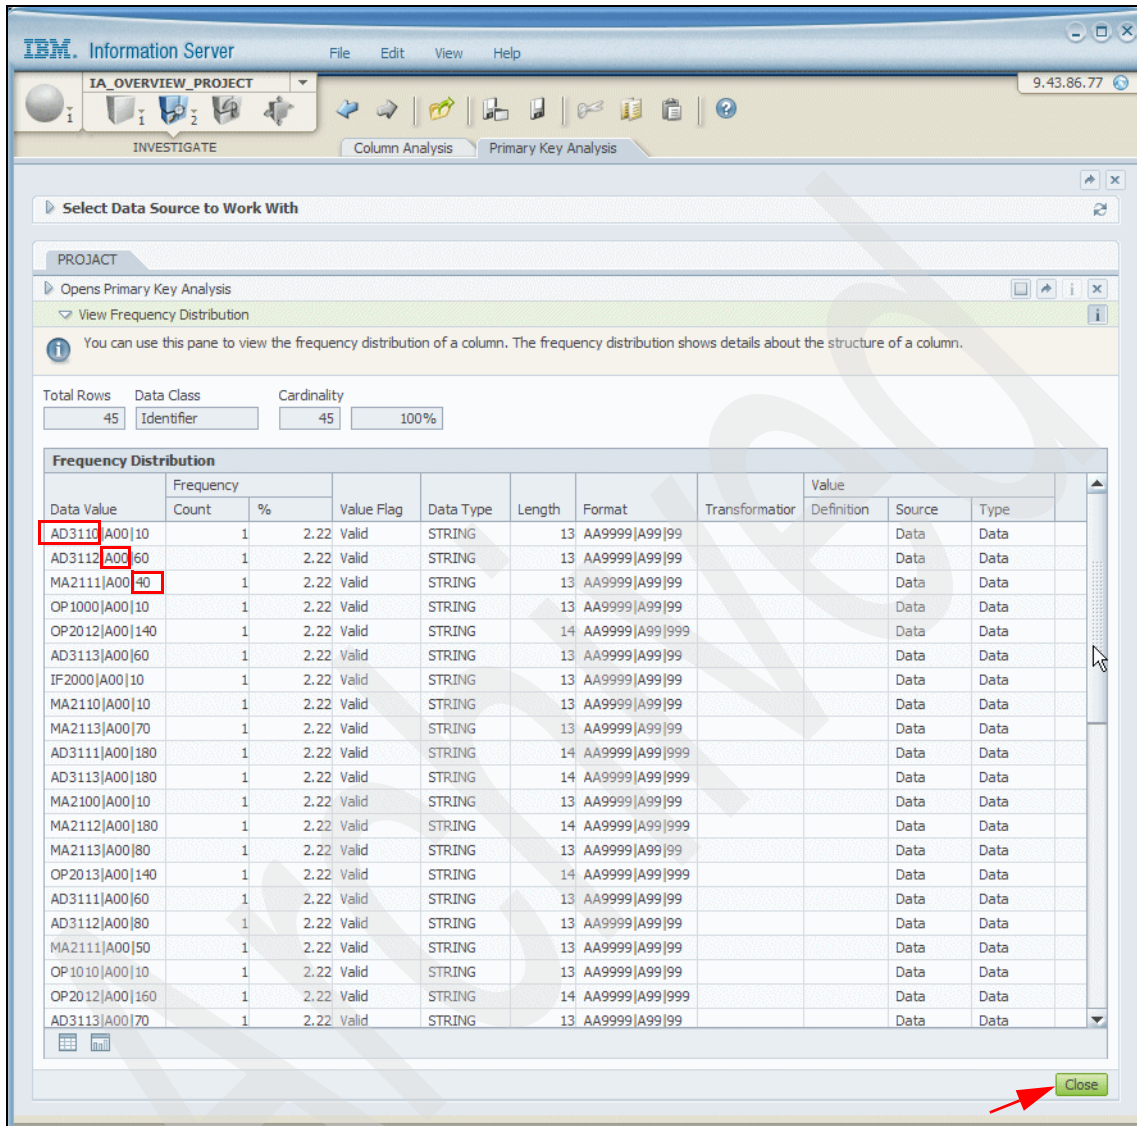 IBM. Information Server File Edit View Help
IA_OVERVIEW_PROJECT 9.43.86.77
1 1 2
INVESTIGATE Column Analysis Primary Key Analysis
Select Data Source to Work With
PROJACT
Opens Primary Key Analysis
View Frequency Distribution
You can use this pane to view the frequency distribution of a column. The frequency distribution shows details about the structure of a column.
Total Rows Data Class Cardinality
45 Identifier 45 100%
Frequency Distribution
Frequency Value
Data Value Count % Value Flag Data Type Length Format Transformation Definition Source Type
AD3110|A00|10 1 2.22 Valid STRING 13 AA9999|A99|99 Data Data
AD3112|A00|60 1 2.22 Valid STRING 13 AA9999|A99|99 Data Data
MA2111|A00|40 1 2.22 Valid STRING 13 AA9999|A99|99 Data Data
OP1000|A00|10 1 2.22 Valid STRING 13 AA9999|A99|99 Data Data
OP2012|A00|140 1 2.22 Valid STRING 14 AA9999|A99|999 Data Data
AD3113|A00|60 1 2.22 Valid STRING 13 AA9999|A99|99 Data Data
IF2000|A00|10 1 2.22 Valid STRING 13 AA9999|A99|99 Data Data
MA2110|A00|10 1 2.22 Valid STRING 13 AA9999|A99|99 Data Data
MA2113|A00|70 1 2.22 Valid STRING 13 AA9999|A99|99 Data Data
AD3111|A00|180 1 2.22 Valid STRING 14 AA9999|A99|999 Data Data
AD3113|A00|180 1 2.22 Valid STRING 14 AA9999|A99|999 Data Data
MA2100|A00|10 1 2.22 Valid STRING 13 AA9999|A99|99 Data Data
MA2112|A00|180 1 2.22 Valid STRING 14 AA9999|A99|999 Data Data
MA2113|A00|80 1 2.22 Valid STRING 13 AA9999|A99|99 Data Data
OP2013|A00|140 1 2.22 Valid STRING 14 AA9999|A99|999 Data Data
AD3111|A00|60 1 2.22 Valid STRING 13 AA9999|A99|99 Data Data
AD3112|A00|80 1 2.22 Valid STRING 13 AA9999|A99|99 Data Data
MA2111|A00|50 1 2.22 Valid STRING 13 AA9999|A99|99 Data Data
OP1010|A00|10 1 2.22 Valid STRING 13 AA9999|A99|99 Data Data
OP2012|A00|160 1 2.22 Valid STRING 14 AA9999|A99|999 Data Data
AD3113|A00|70 1 2.22 Valid STRING 13 AA9999|A99|99 Data Data
Close
Archived